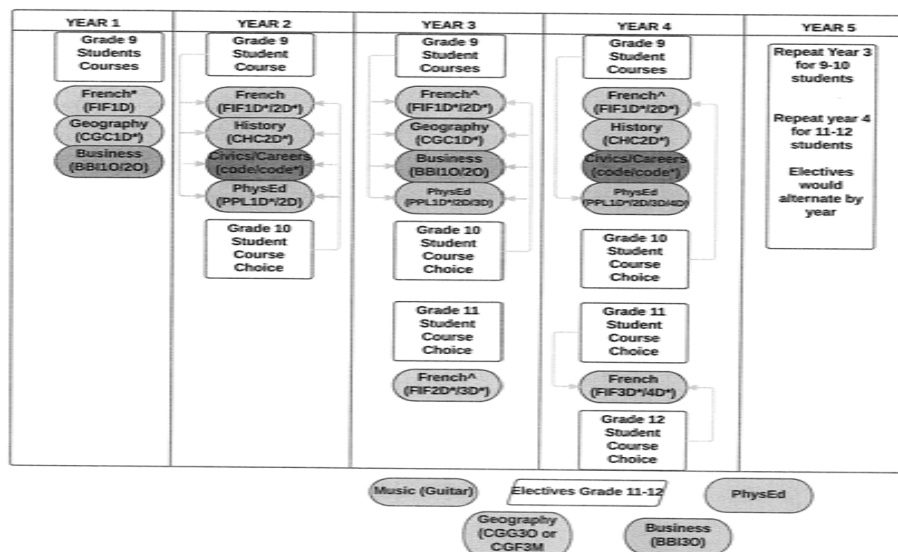 YEAR 1
Grade 9
Students
Courses
French*
(FIF1D)
Geography
(CGC1D*)
Business
(BBI1O/2O)
YEAR 2
Grade 9
Student
Course
French
(FIF1D*/2D*)
History
(CHC2D*)
Civics/Careers
(code/code*)
PhysEd
(PPL1D*/2D)
Grade 10
Student
Course
Choice
YEAR 3
Grade 9
Student
Courses
French^
(FIF1D*/2D*)
Geography
(CGC1D*)
Business
(BBI1O/2O)
PhysEd
(PPL1D*/2D/3D)
Grade 10
Student
Course
Choice
Grade 11
Student
Course
Choice
French^
(FIF2D*/3D*)
YEAR 4
Grade 9
Student
Courses
French^
(FIF1D*/2D*)
History
(CHC2D*)
Civics/Careers
(code/code*)
PhysEd
(PPL1D*/2D/3D/4D)
Grade 10
Student
Course
Choice
Grade 11
Student
Course
Choice
French
(FIF3D*/4D*)
Grade 12
Student
Course
Choice
YEAR 5
Repeat Year 3
for 9-10
students
Repeat year 4
for 11-12
students
Electives
would
alternate by
year
Music (Guitar)
Electives Grade 11-12
PhysEd
Geography
(CGG3O or
CGF3M
Business
(BBI3O)